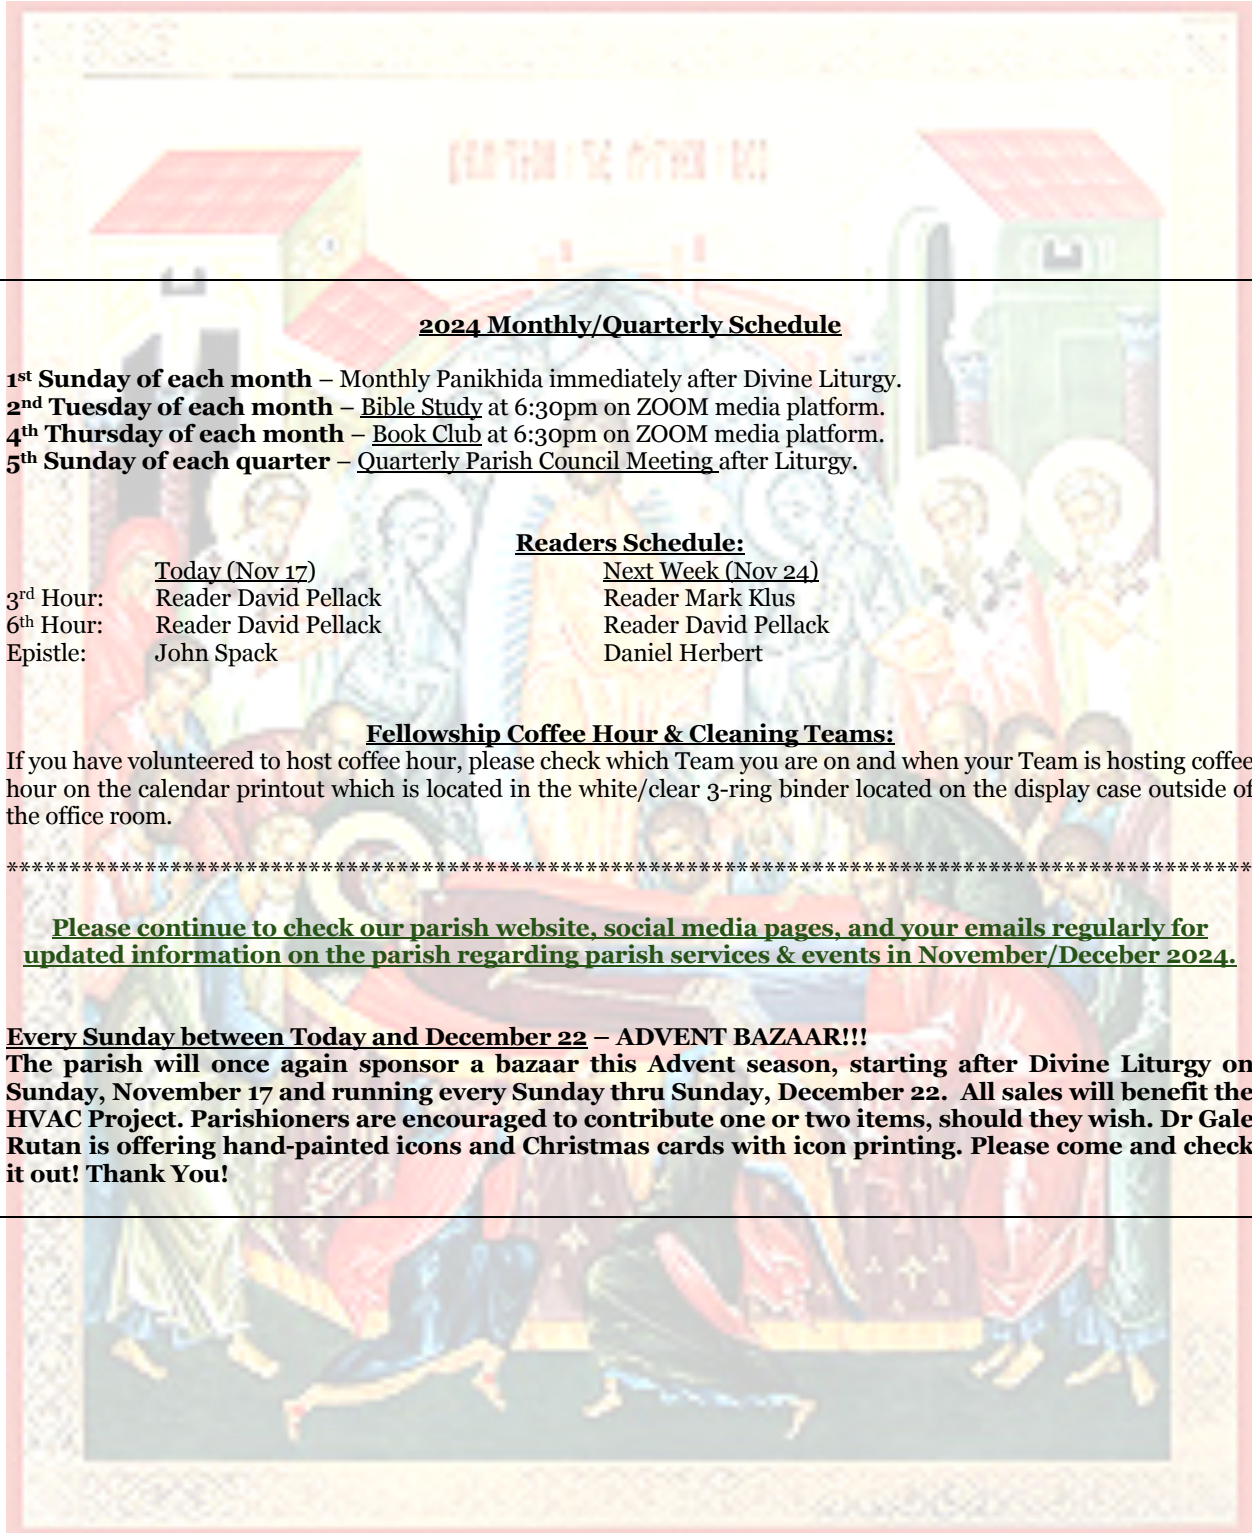 2024 Monthly/Quarterly Schedule
1st Sunday of each month – Monthly Panikhida immediately after Divine Liturgy.
2nd Tuesday of each month – Bible Study at 6:30pm on ZOOM media platform.
4th Thursday of each month – Book Club at 6:30pm on ZOOM media platform.
5th Sunday of each quarter – Quarterly Parish Council Meeting after Liturgy.
Readers Schedule:
Today (Nov 17) Next Week (Nov 24)
3rd Hour: Reader David Pellack Reader Mark Klus
6th Hour: Reader David Pellack Reader David Pellack
Epistle: John Spack Daniel Herbert
Fellowship Coffee Hour & Cleaning Teams:
If you have volunteered to host coffee hour, please check which Team you are on and when your Team is hosting coffee
hour on the calendar printout which is located in the white/clear 3-ring binder located on the display case outside of
the office room.
****************************************************************************************************
Please continue to check our parish website, social media pages, and your emails regularly for
updated information on the parish regarding parish services & events in November/Deceber 2024.
Every Sunday between Today and December 22 – ADVENT BAZAAR!!!
The parish will once again sponsor a bazaar this Advent season, starting after Divine Liturgy on
Sunday, November 17 and running every Sunday thru Sunday, December 22. All sales will benefit the
HVAC Project. Parishioners are encouraged to contribute one or two items, should they wish. Dr Gale
Rutan is offering hand-painted icons and Christmas cards with icon printing. Please come and check
it out! Thank You!